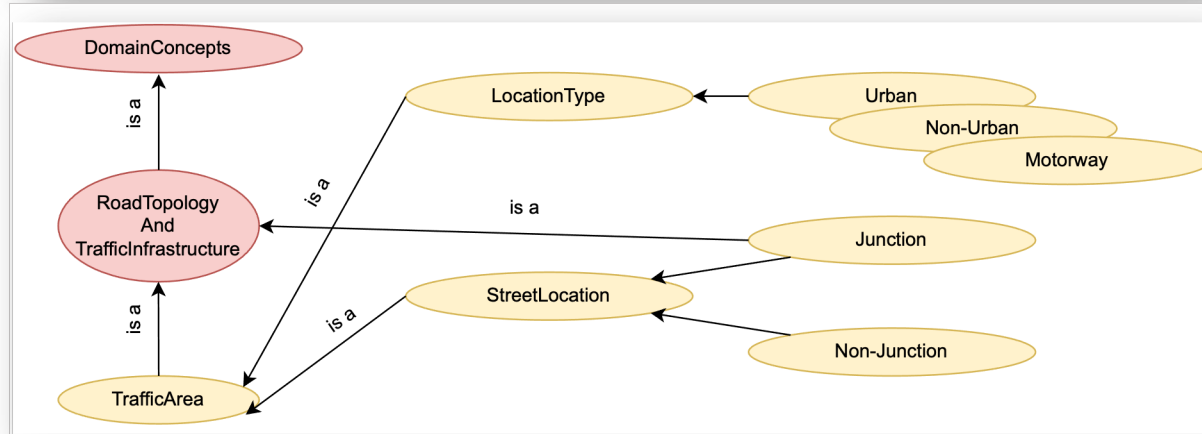 DomainConcepts
is a
LocationType
Urban
Non-Urban
Motorway
RoadTopology
And
TrafficInfrastructure
is a
is a
Junction
StreetLocation
is a
is a
Non-Junction
TrafficArea